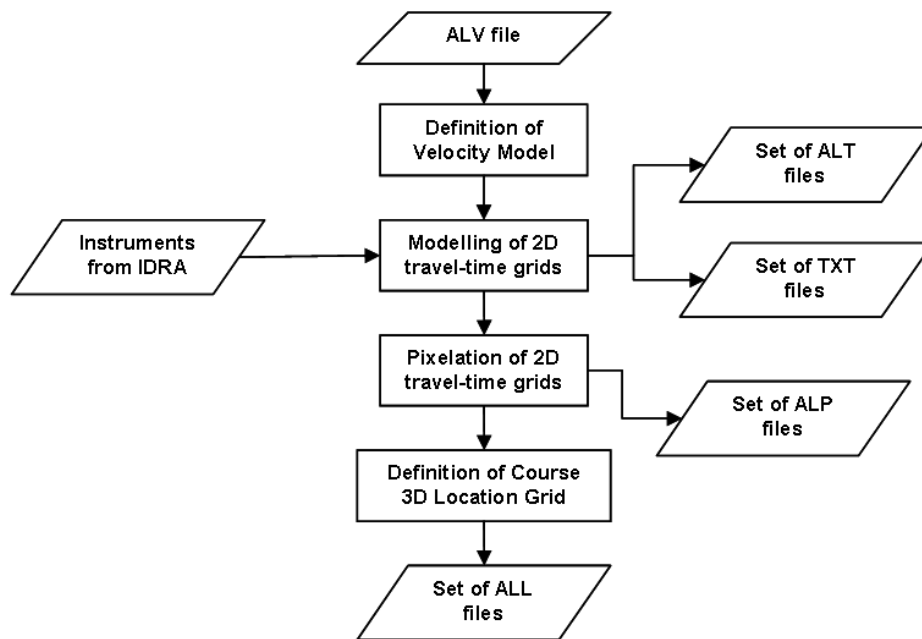 ALV file
Definition of
Velocity Model
Set of ALT
files
Instruments
from IDRA
Modelling of 2D
travel-time grids
Set of TXT
files
Pixelation of 2D
travel-time grids
Set of ALP
files
Definition of Course
3D Location Grid
Set of ALL
files